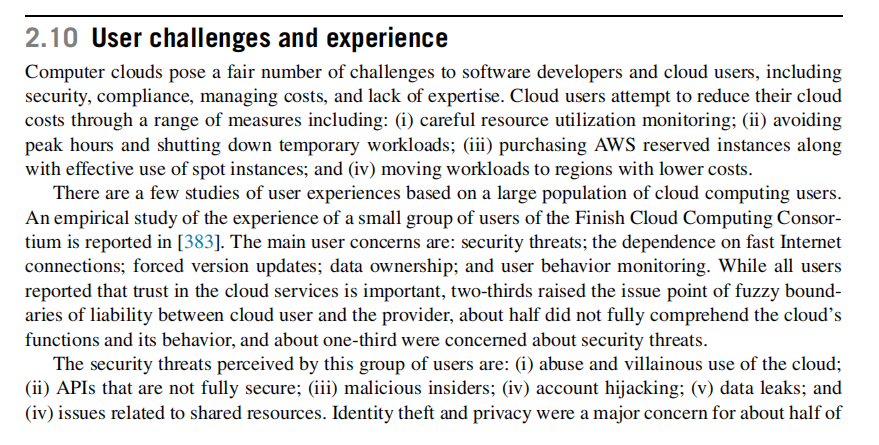 2.10 User challenges and experience
Computer clouds pose a fair number of challenges to software developers and cloud users, including
security, compliance, managing costs, and lack of expertise. Cloud users attempt to reduce their cloud
costs through a range of measures including: (i) careful resource utilization monitoring; (ii) avoiding
peak hours and shutting down temporary workloads; (iii) purchasing AWS reserved instances along
with effective use of spot instances; and (iv) moving workloads to regions with lower costs.
There are a few studies of user experiences based on a large population of cloud computing users.
An empirical study of the experience of a small group of users of the Finish Cloud Computing Consor-
tium is reported in [383]. The main user concerns are: security threats; the dependence on fast Internet
connections; forced version updates; data ownership; and user behavior monitoring. While all users
reported that trust in the cloud services is important, two-thirds raised the issue point of fuzzy bound-
aries of liability between cloud user and the provider, about half did not fully comprehend the cloud's
functions and its behavior, and about one-third were concerned about security threats.
The security threats perceived by this group of users are: (i) abuse and villainous use of the cloud;
(ii) APIs that are not fully secure; (iii) malicious insiders; (iv) account hijacking; (v) data leaks; and
(iv) issues related to shared resources. Identity theft and privacy were a major concern for about half of